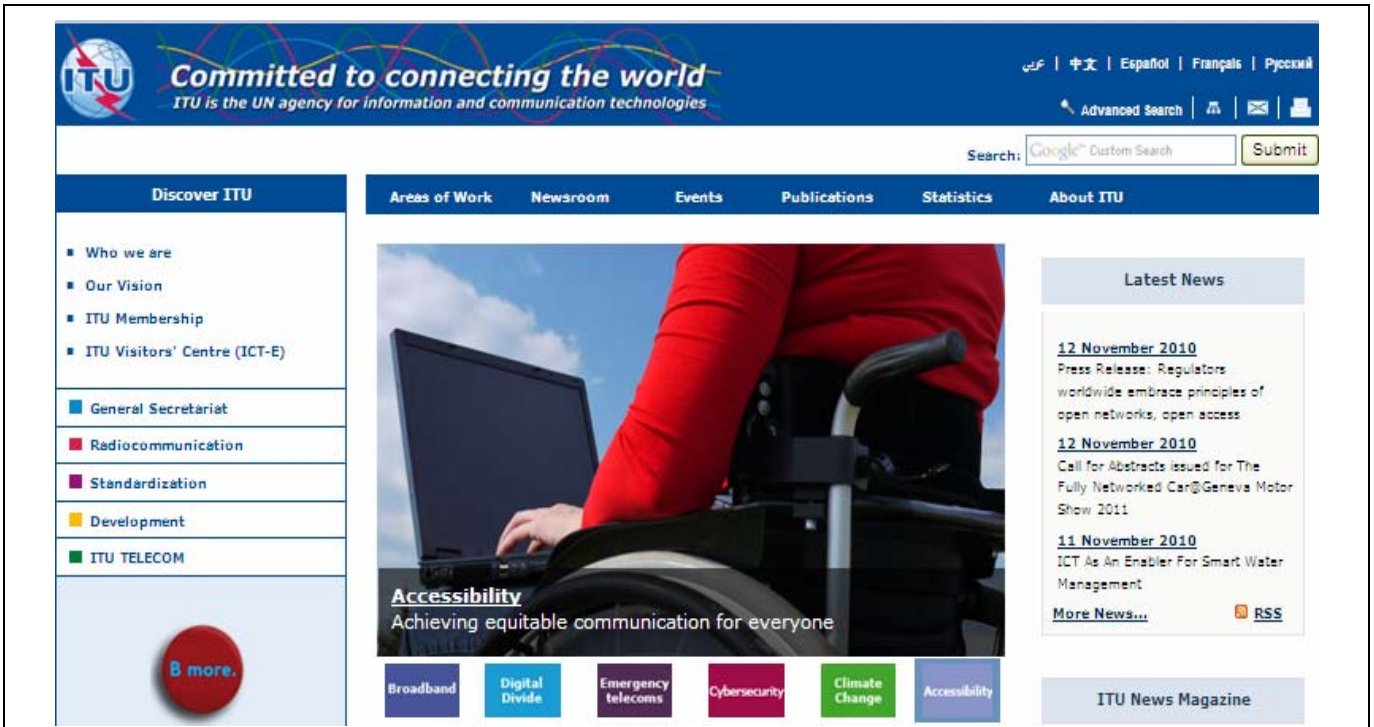 ITU
Committed to connecting the world
ITU is the UN agency for information and communication technologies
عربي | 中文 | Español | Français | Русский
Advanced Search
Search: Google™ Custom Search Submit
Discover ITU
Areas of Work Newsroom Events Publications Statistics About ITU
Who we are
Our Vision
ITU Membership
ITU Visitors' Centre (ICT-E)
General Secretariat
Radiocommunication
Standardization
Development
ITU TELECOM
B more.
Accessibility
Achieving equitable communication for everyone
Broadband
Digital
Divide
Emergency
telecoms
Cybersecurity
Climate
Change
Accessibility
Latest News
12 November 2010
Press Release: Regulators
worldwide embrace principles of
open networks, open access
12 November 2010
Call for Abstracts issued for The
Fully Networked Car@Geneva Motor
Show 2011
11 November 2010
ICT As An Enabler For Smart Water
Management
More News... RSS
ITU News Magazine